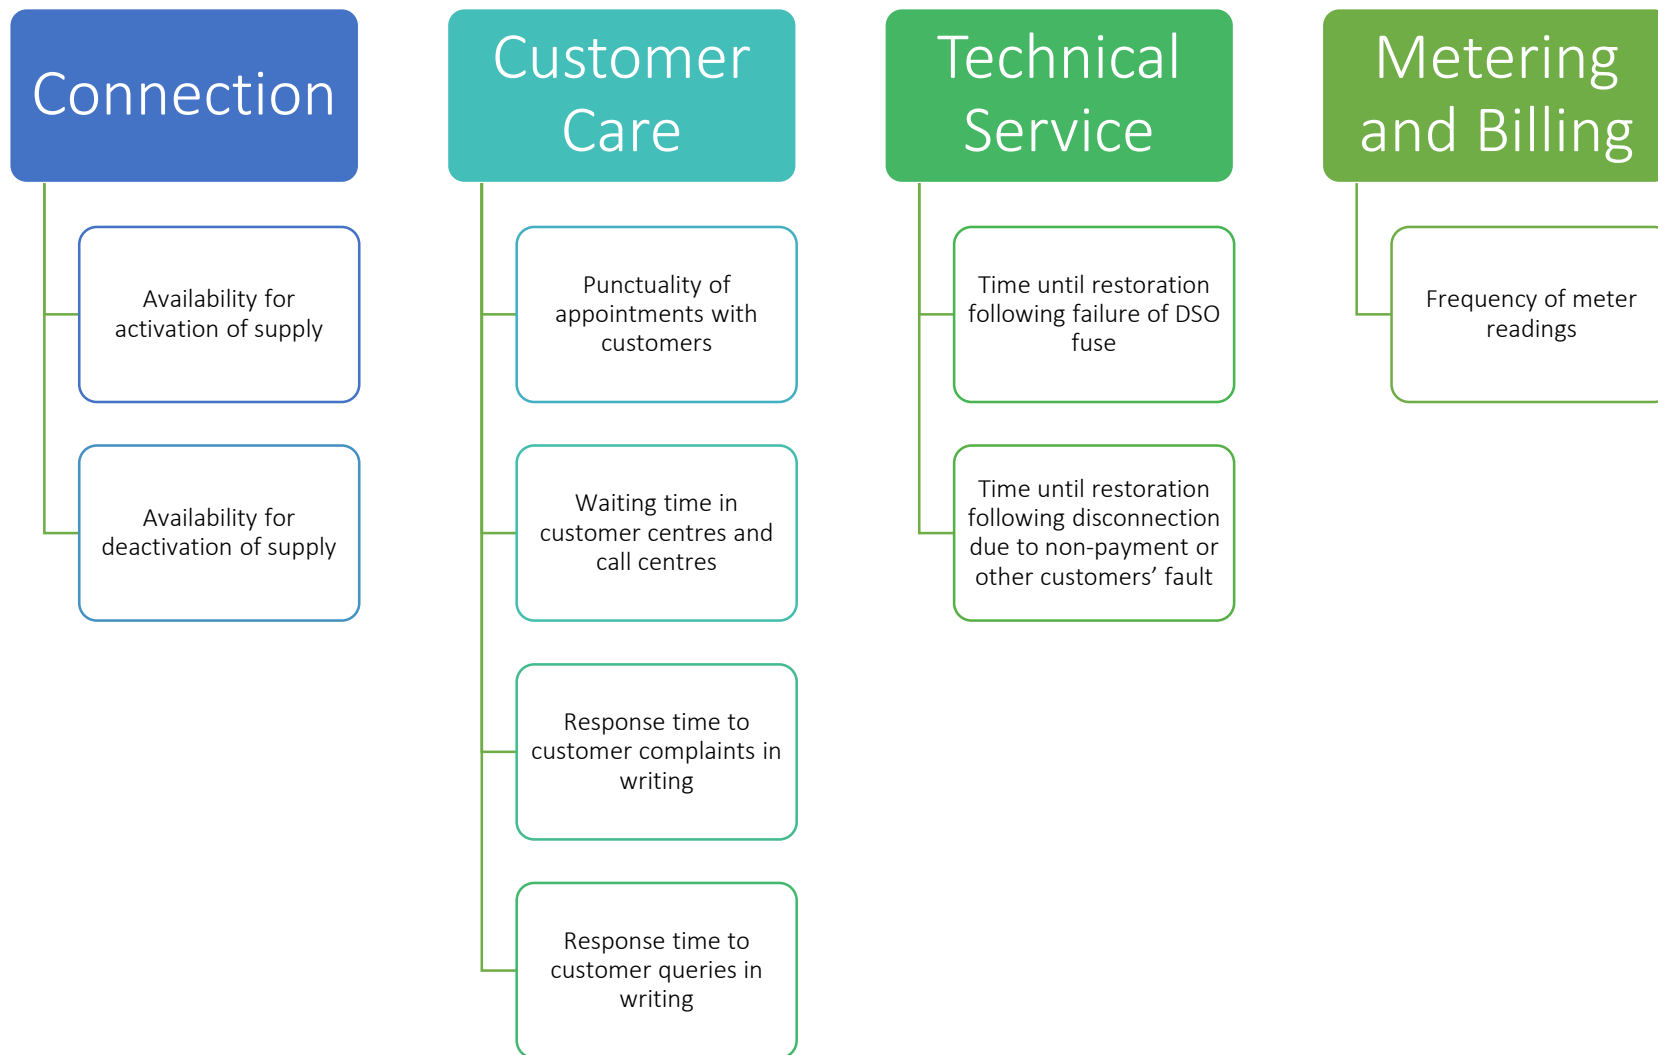 Connection
Availability for
activation of supply
Availability for
deactivation of supply
Customer
Care
Punctuality of
appointments with
customers
Waiting time in
customer centres and
call centres
Response time to
customer complaints in
writing
Response time to
customer queries in
writing
Technical
Service
Time until restoration
following failure of DSO
fuse
Time until restoration
following disconnection
due to non-payment or
other customers’ fault
Metering
and Billing
Frequency of meter
readings